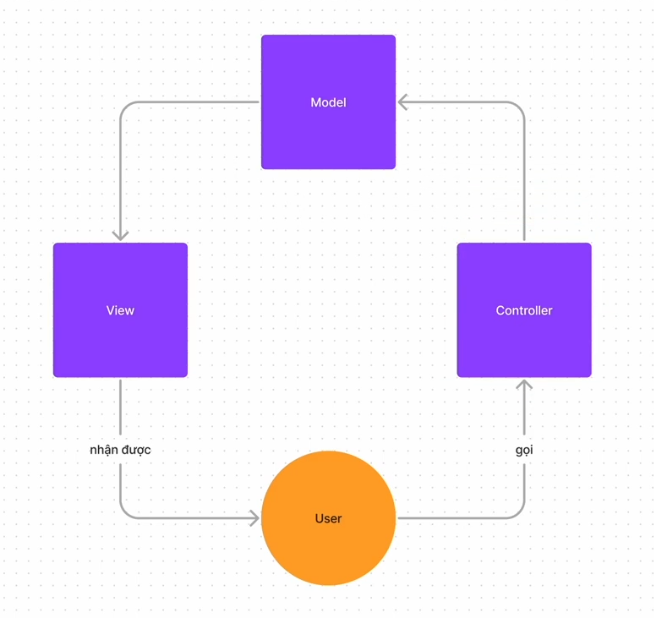 Model
View
Controller
nhận được
gọi
User